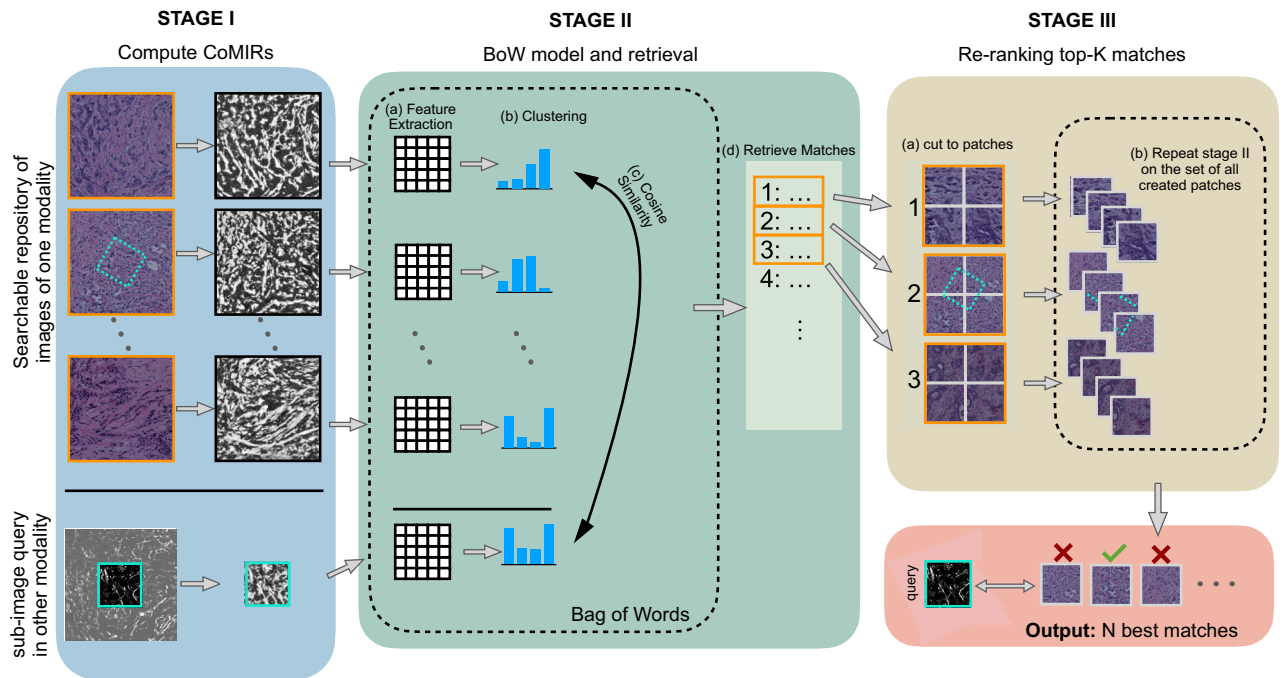 STAGE I
Compute CoMIRs
Searchable repository of
images of one modality
sub-image query
in other modality
STAGE II
BoW model and retrieval
(a) Feature
Extraction
(b) Clustering
(c) Cosine
Similarity
Bag of Words
(d) Retrieve Matches
1: ...
2: ...
3: ...
4: ...
STAGE III
Re-ranking top-K matches
(a) cut to patches
1
2
3
(b) Repeat stage II
on the set of all
created patches
query
Output: N best matches